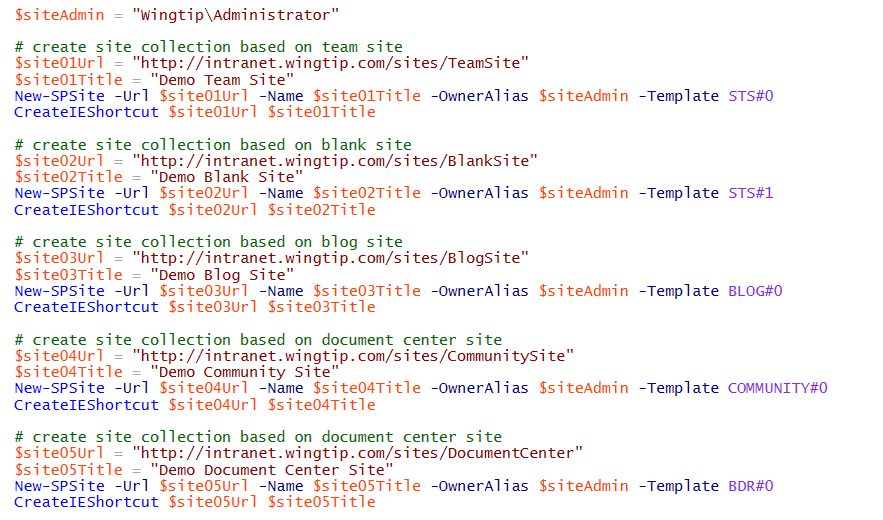 $siteAdmin = "Wingtip\Administrator"
# create site collection based on team site
$site01Url = "http://intranet.wingtip.com/sites/TeamSite"
$site01Title = "Demo Team Site"
New-SPSite -Url $site01Url -Name $site01Title -OwnerAlias $siteAdmin -Template STS#0
CreateIEShortcut $site01Url $site01Title
# create site collection based on blank site
$site02Url = "http://intranet.wingtip.com/sites/BlankSite"
$site02Title = "Demo Blank Site"
New-SPSite -Url $site02Url -Name $site02Title -OwnerAlias $siteAdmin -Template STS#1
CreateIEShortcut $site02Url $site02Title
# create site collection based on blog site
$site03Url = "http://intranet.wingtip.com/sites/BlogSite"
$site03Title = "Demo Blog Site"
New-SPSite -Url $site03Url -Name $site03Title -OwnerAlias $siteAdmin -Template BLOG#0
CreateIEShortcut $site03Url $site03Title
# create site collection based on document center site
$site04Url = "http://intranet.wingtip.com/sites/CommunitySite"
$site04Title = "Demo Community Site"
New-SPSite -Url $site04Url -Name $site04Title -OwnerAlias $siteAdmin -Template COMMUNITY#0
CreateIEShortcut $site04Url $site04Title
# create site collection based on document center site
$site05Url = "http://intranet.wingtip.com/sites/DocumentCenter"
$site05Title = "Demo Document Center Site"
New-SPSite -Url $site05Url -Name $site05Title -OwnerAlias $siteAdmin -Template BDR#0
CreateIEShortcut $site05Url $site05Title